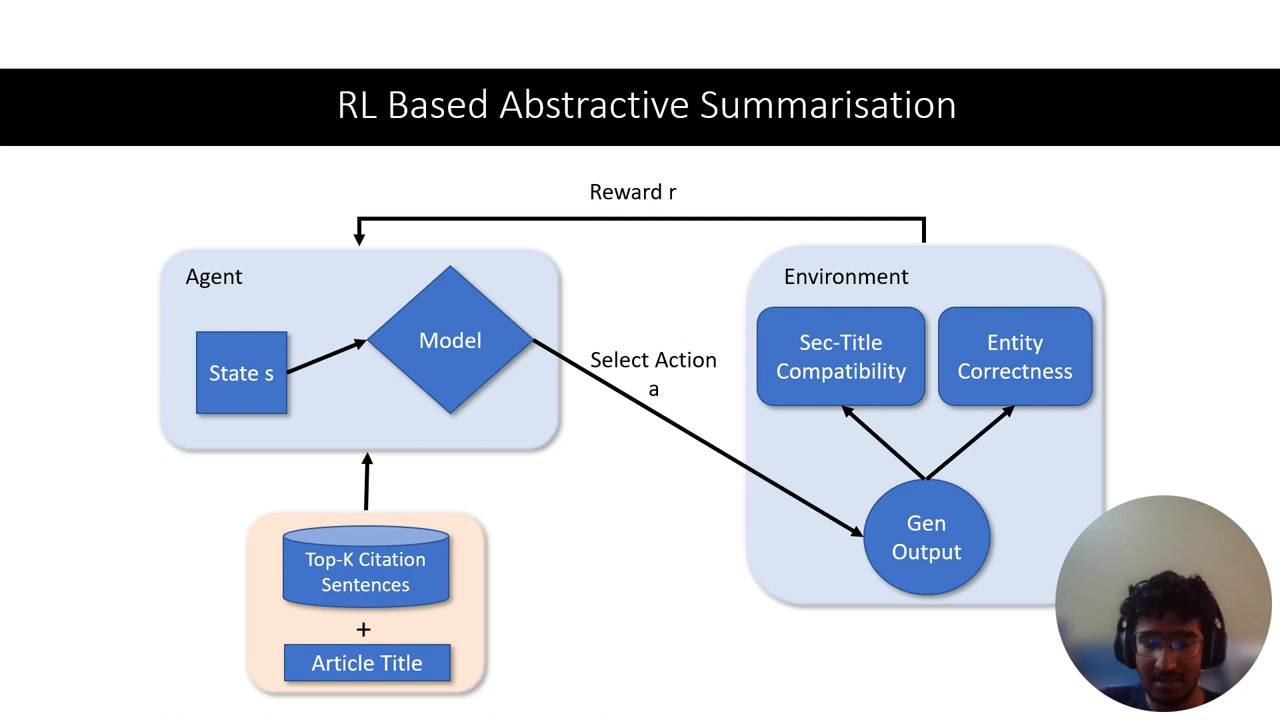 RL Based Abstractive Summarisation
Reward r
Agent
State s
Model
Select Action
a
Environment
Sec-Title
Compatibility
Entity
Correctness
Gen
Output
Top-K Citation
Sentences
+
Article Title